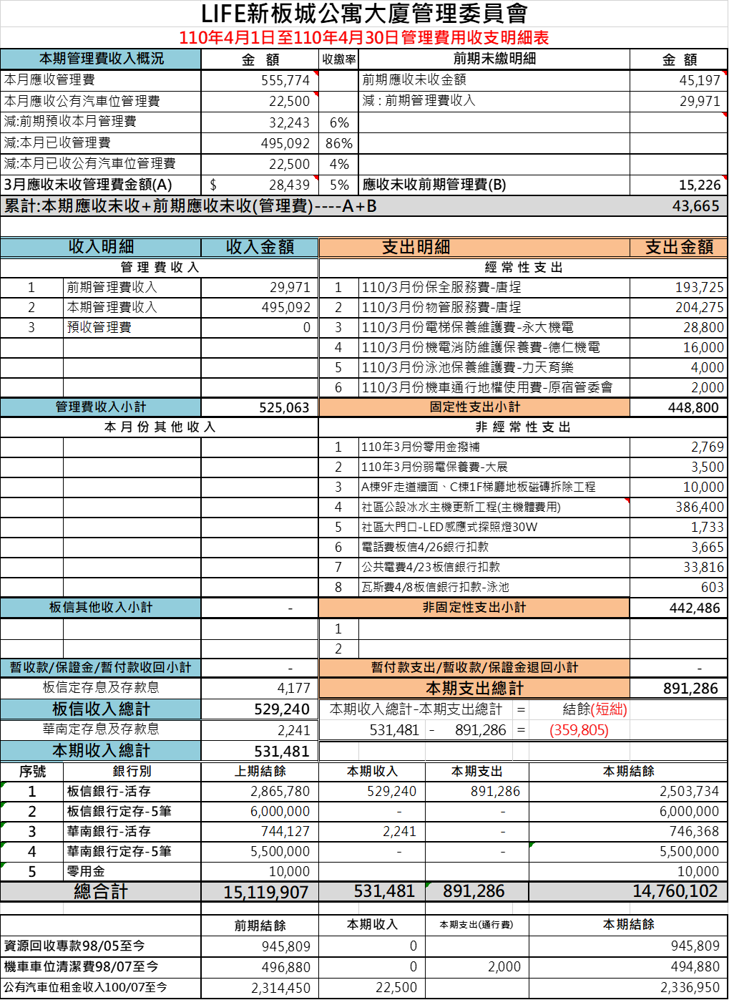 LIFE新板城公寓大廈管理委員會
110年4月1日至110年4月30日管理費用收支明細表
本期管理費收入概況 金 額 收繳率 前期未繳明細 金 額
本月應收管理費 555,774 前期應收未收金額 45,197
本月應收公有汽車位管理費 22,500 減 : 前期管理費收入 29,971
減:前期預收本月管理費 32,243 6%
減:本月已收管理費 495,092 86%
減:本月已收公有汽車位管理費 22,500 4%
3月應收未收管理費金額(A) $ 28,439 5% 應收未收前期管理費(B) 15,226
累計:本期應收未收+前期應收未收(管理費)----A+B 43,665
收入明細 收入金額 支出明細 支出金額
管 理 費 收 入 經 常 性 支 出
1 前期管理費收入 29,971 1 110/3月份保全服務費-唐埕 193,725
2 本期管理費收入 495,092 2 110/3月份物管服務費-唐埕 204,275
3 預收管理費 0 3 110/3月份電梯保養維護費-永大機電 28,800
4 110/3月份機電消防維護保養費-德仁機電 16,000
5 110/3月份泳池保養維護費-力天育樂 4,000
6 110/3月份機車通行地權使用費-原宿管委會 2,000
管理費收入小計 525,063 固定性支出小計 448,800
本 月 份 其 他 收 入 非 經 常 性 支 出
1 110年3月份零用金撥補 2,769
2 110年3月份弱電保養費-大展 3,500
3 A棟9F走道牆面、C棟1F梯廳地板磁磚拆除工程 10,000
4 社區公設冰水主機更新工程(主機體費用) 386,400
5 社區大門口-LED感應式探照燈30W 1,733
6 電話費板信4/26銀行扣款 3,665
7 公共電費4/23板信銀行扣款 33,816
8 瓦斯費4/8板信銀行扣款-泳池 603
板信其他收入小計 - 非固定性支出小計 442,486
1
2
暫收款/保證金/暫付款收回小計 - 暫付款支出/暫收款/保證金退回小計 -
板信定存息及存款息 4,177 本期支出總計 891,286
板信收入總計 529,240 本期收入總計-本期支出總計 = 結餘(短絀)
華南定存息及存款息 2,241 531,481 - 891,286 = (359,805)
本期收入總計 531,481
序號 銀行別 上期結餘 本期收入 本期支出 本期結餘
1 板信銀行-活存 2,865,780 529,240 891,286 2,503,734
2 板信銀行定存-5筆 6,000,000 - - 6,000,000
3 華南銀行-活存 744,127 2,241 - 746,368
4 華南銀行定存-5筆 5,500,000 - - 5,500,000
5 零用金 10,000 10,000
總合計 15,119,907 531,481 891,286 14,760,102
前期結餘 本期收入 本期支出(通行費) 本期結餘
資源回收專款98/05至今 945,809 0 945,809
機車車位清潔費98/07至今 496,880 0 2,000 494,880
公有汽車位租金收入100/07至今 2,314,450 22,500 2,336,950